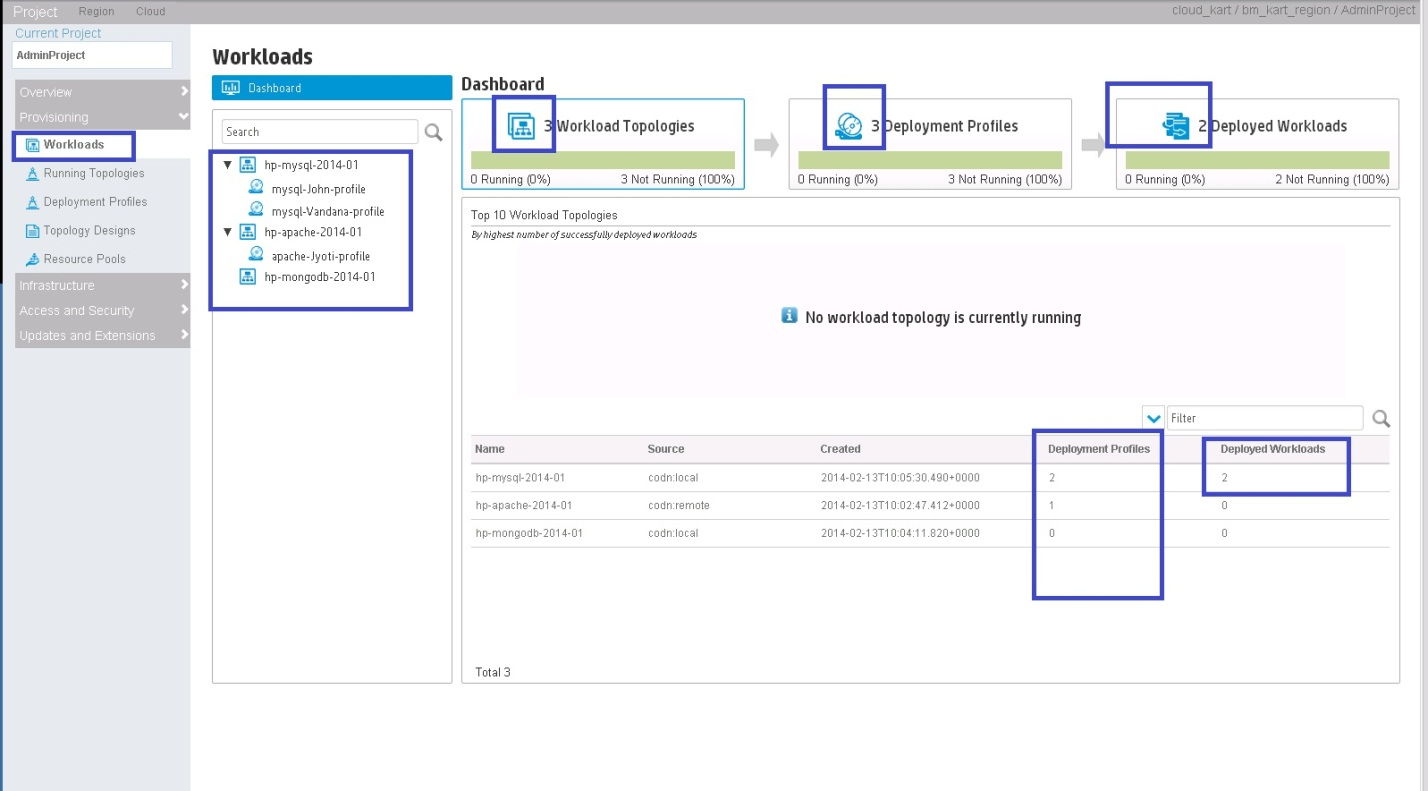 Project Region Cloud cloud_kart / bm_kart_region / AdminProject
Current Project
AdminProject
Overview
Provisioning
Workloads
Running Topologies
Deployment Profiles
Topology Designs
Resource Pools
Infrastructure
Access and Security
Updates and Extensions
Workloads
Dashboard
Search
hp-mysql-2014-01
mysql-John-profile
mysql-Vandana-profile
hp-apache-2014-01
apache-Jyoti-profile
hp-mongodb-2014-01
Dashboard
3 Workload Topologies
0 Running (0%) 3 Not Running (100%)
3 Deployment Profiles
0 Running (0%) 3 Not Running (100%)
2 Deployed Workloads
0 Running (0%) 2 Not Running (100%)
Top 10 Workload Topologies
By highest number of successfully deployed workloads
No workload topology is currently running
Filter
Name Source Created Deployment Profiles Deployed Workloads
hp-mysql-2014-01 codn:local 2014-02-13T10:05:30.490+0000 2 2
hp-apache-2014-01 codn:remote 2014-02-13T10:02:47.412+0000 1 0
hp-mongodb-2014-01 codn:local 2014-02-13T10:04:11.820+0000 0 0
Total 3